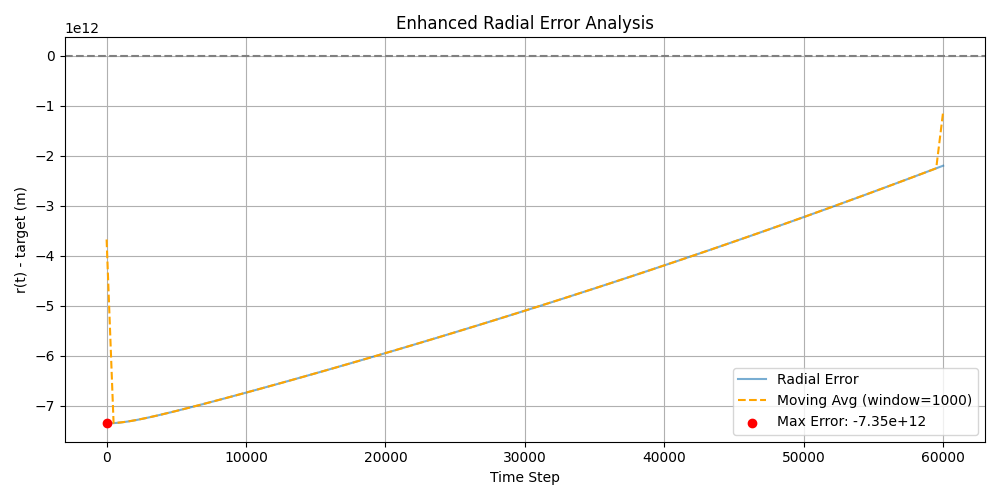 Enhanced Radial Error Analysis
1e12
0
−1
−2
−3
−4
−5
−6
−7
r(t) - target (m)
Radial Error
Moving Avg (window=1000)
Max Error: -7.35e+12
0 10000 20000 30000 40000 50000 60000
Time Step